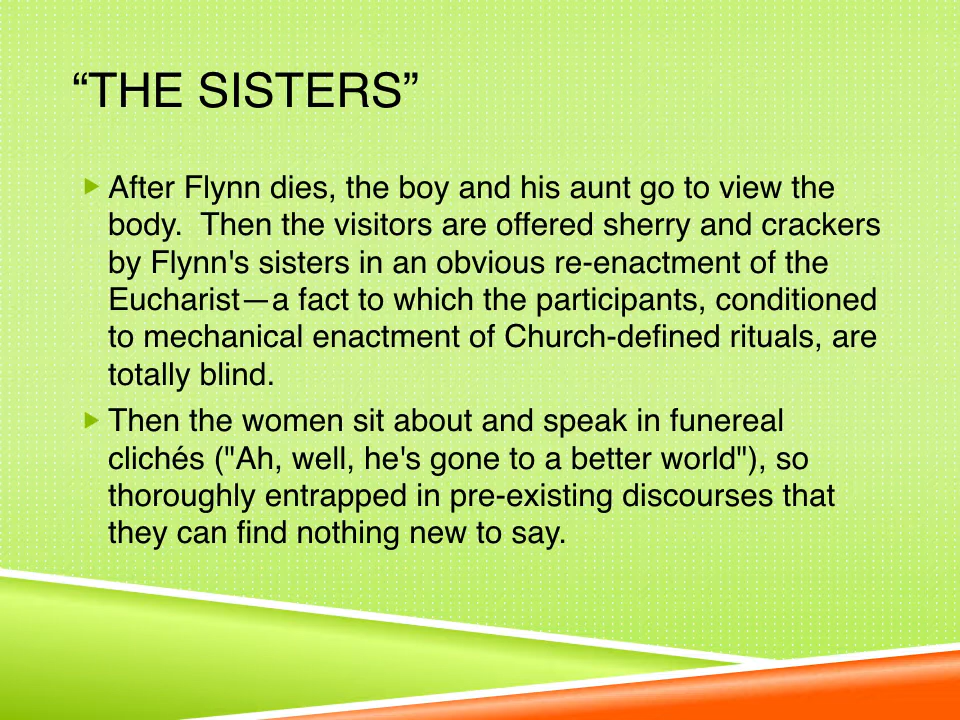 “THE SISTERS”
After Flynn dies, the boy and his aunt go to view the
body.  Then the visitors are offered sherry and crackers
by Flynn's sisters in an obvious re-enactment of the
Eucharist—a fact to which the participants, conditioned
to mechanical enactment of Church-defined rituals, are
totally blind.
Then the women sit about and speak in funereal
clichés ("Ah, well, he's gone to a better world"), so
thoroughly entrapped in pre-existing discourses that
they can find nothing new to say.